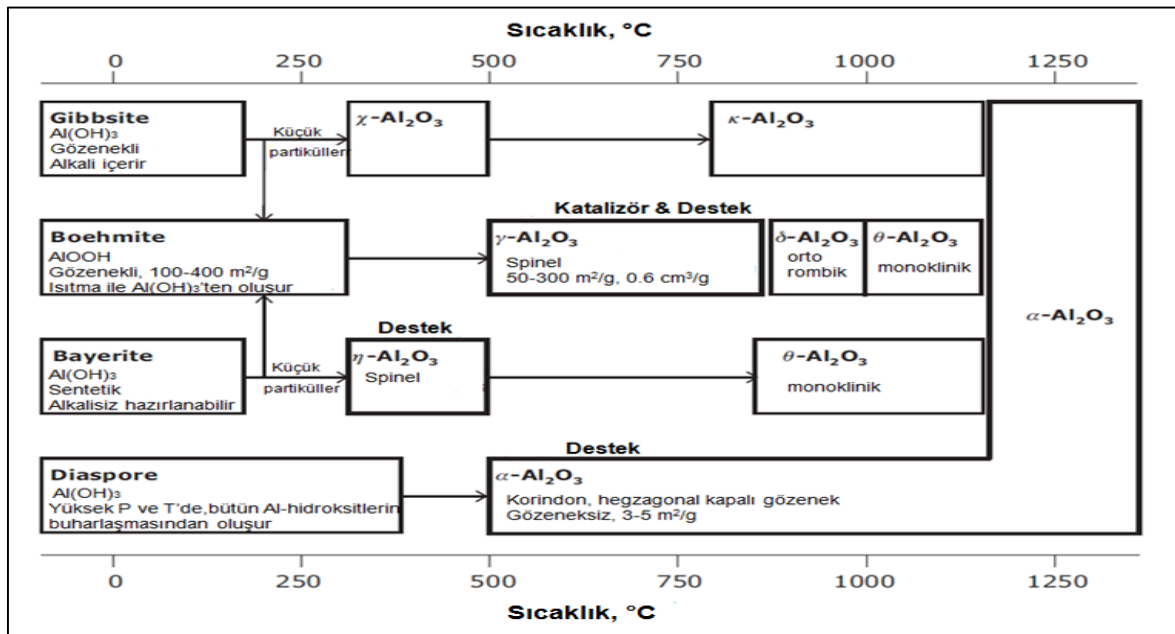 Sıcaklık, °C
0 250 500 750 1000 1250
Gibbsite
Al(OH)₃
Gözenekli
Alkali içerir
Küçük
partiküller
χ-Al₂O₃
κ-Al₂O₃
Katalizör & Destek
Boehmite
AlOOH
Gözenekli, 100-400 m²/g
Isıtma ile Al(OH)₃'ten oluşur
γ-Al₂O₃
Spinel
50-300 m²/g, 0.6 cm³/g
δ-Al₂O₃
orto
rombik
θ-Al₂O₃
monoklinik
α-Al₂O₃
Destek
Bayerite
Al(OH)₃
Sentetik
Alkalisiz hazırlanabilir
Küçük
partiküller
η-Al₂O₃
Spinel
θ-Al₂O₃
monoklinik
Destek
Diaspore
Al(OH)₃
Yüksek P ve T'de,bütün Al-hidroksitlerin
buharlaşmasından oluşur
α-Al₂O₃
Korindon, hegzagonal kapalı gözenek
Gözeneksiz, 3-5 m²/g
0 250 500 750 1000 1250
Sıcaklık, °C